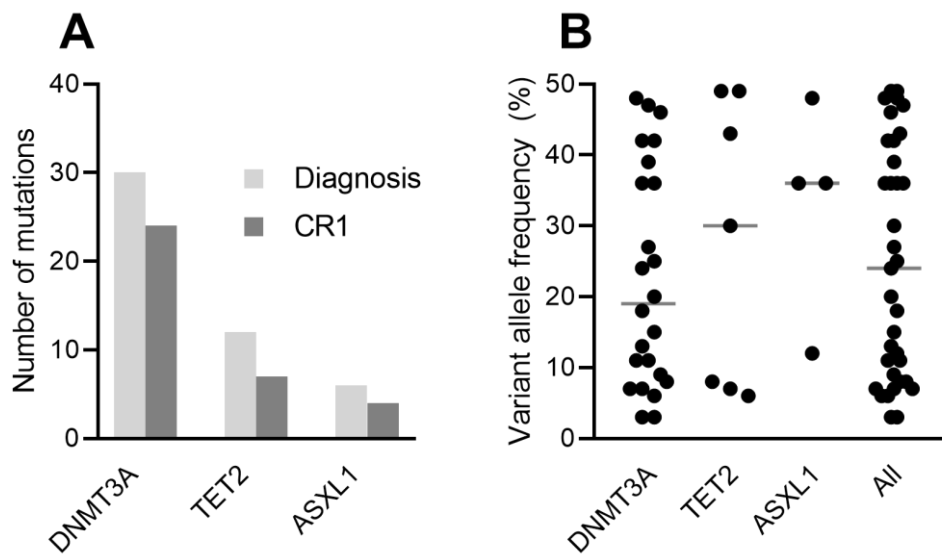 A
Number of mutations
40
30
20
10
0
Diagnosis
CR1
DNMT3A
TET2
ASXL1
B
Variant allele frequency (%)
50
40
30
20
10
0
DNMT3A
TET2
ASXL1
All